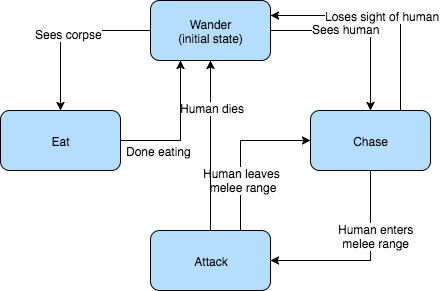 Wander
(initial state)
Loses sight of human
Sees human
Sees corpse
Human dies
Eat
Done eating
Chase
Human leaves
melee range
Human enters
melee range
Attack